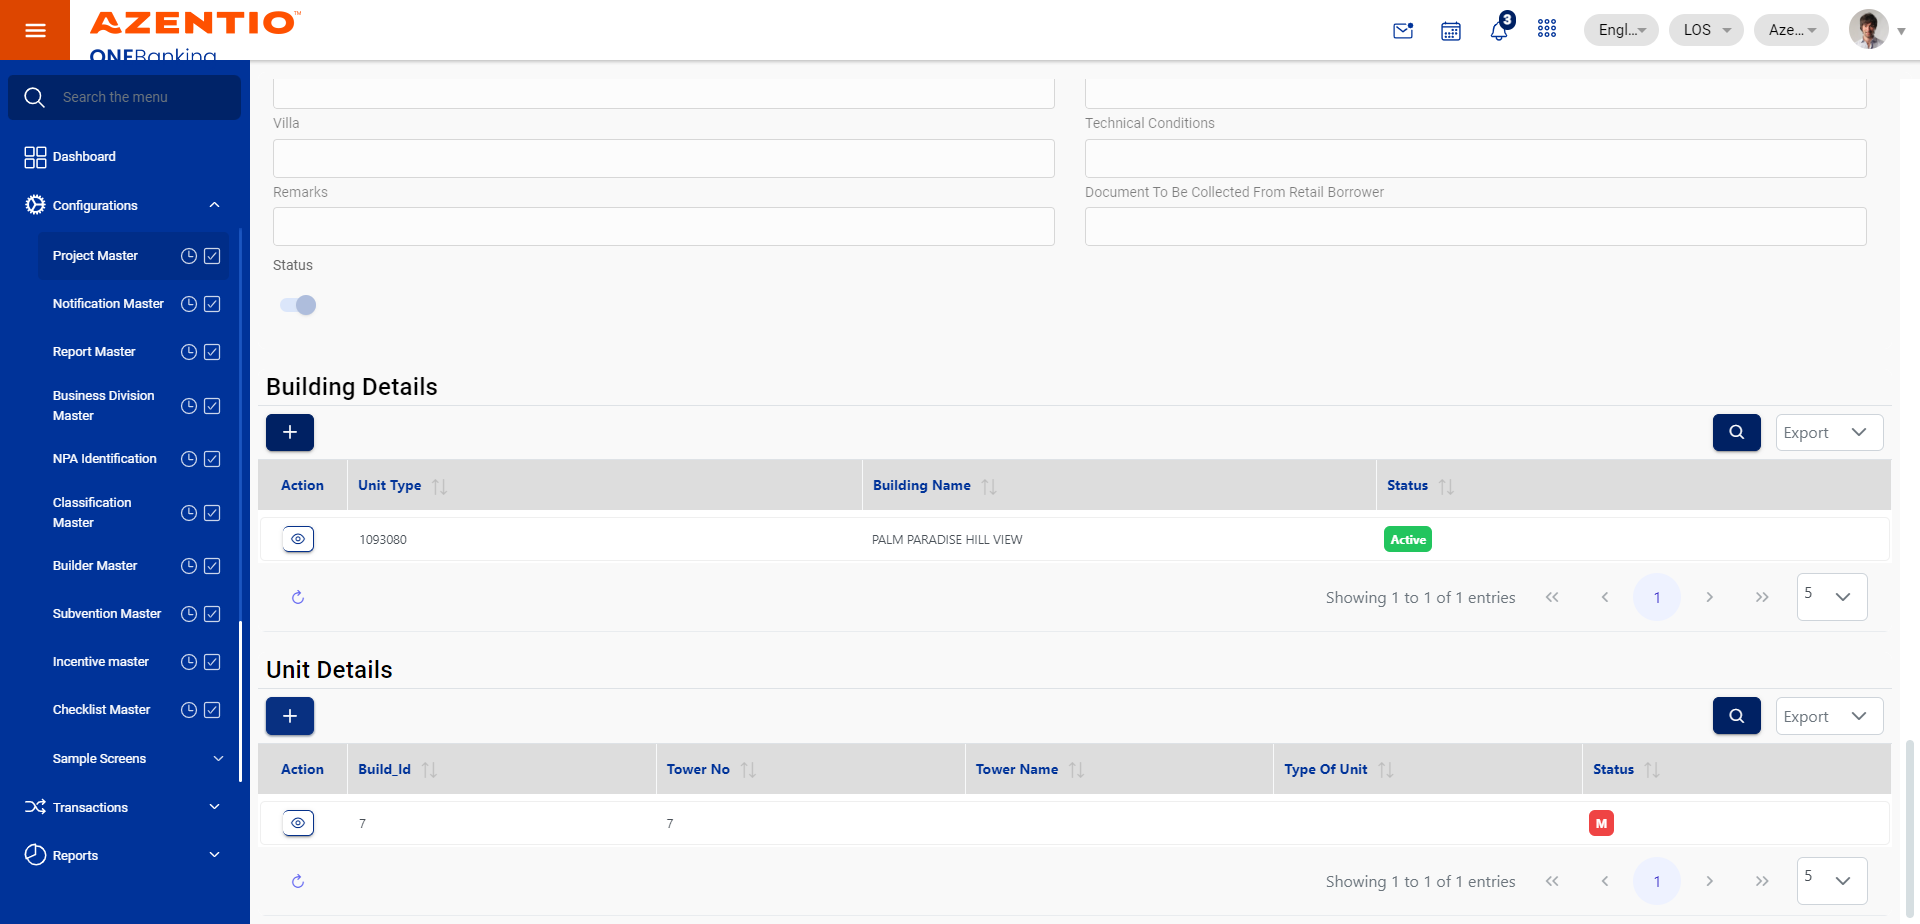 AZENTIO™
ONEBanking
3
Engl...
LOS
Aze...
Search the menu
Dashboard
Configurations
Project Master
Notification Master
Report Master
Business Division
Master
NPA Identification
Classification
Master
Builder Master
Subvention Master
Incentive master
Checklist Master
Sample Screens
Transactions
Reports
Villa
Technical Conditions
Remarks
Document To Be Collected From Retail Borrower
Status
Building Details
+
Export
Action Unit Type Building Name Status
1093080 PALM PARADISE HILL VIEW Active
Showing 1 to 1 of 1 entries « ‹ 1 › » 5
Unit Details
+
Export
Action Build_Id Tower No Tower Name Type Of Unit Status
7 7 M
Showing 1 to 1 of 1 entries « ‹ 1 › » 5